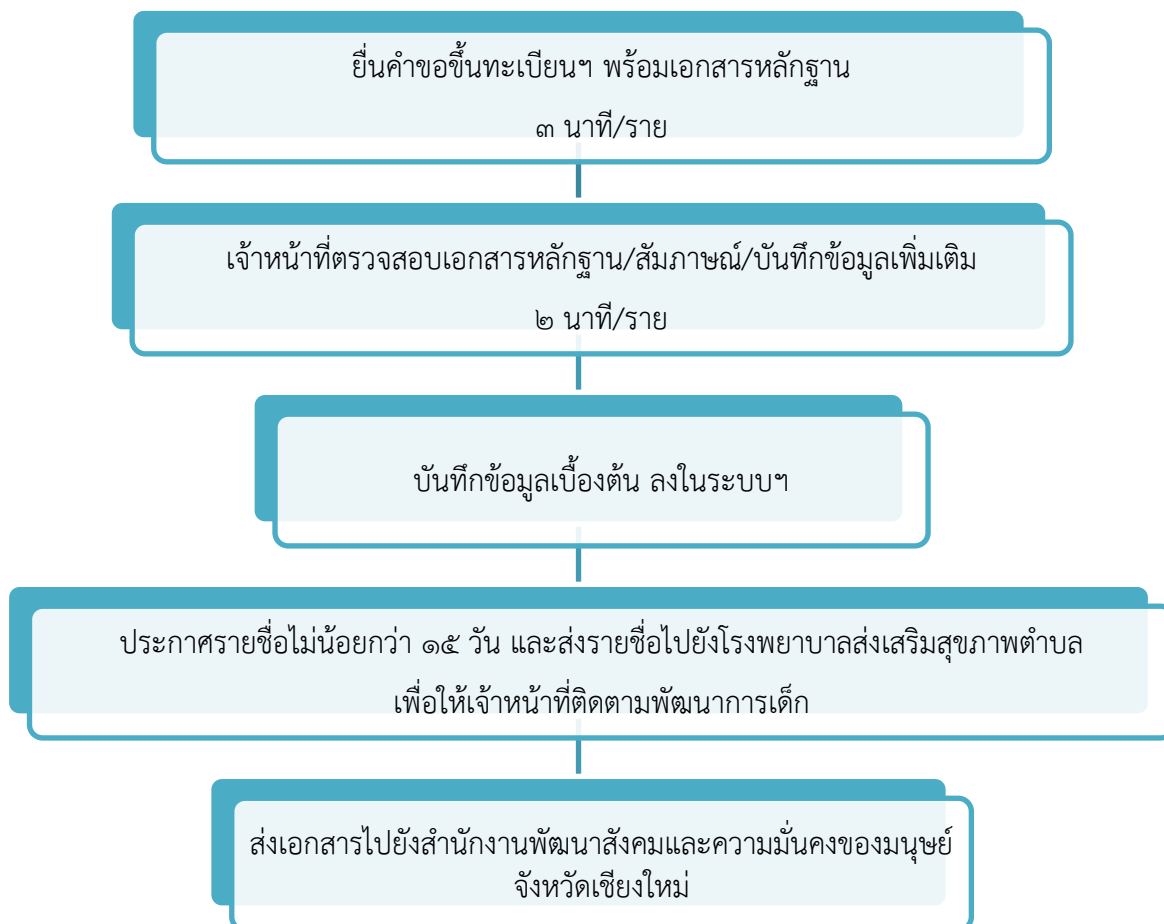 ยื่นคำขอขึ้นทะเบียนฯ พร้อมเอกสารหลักฐาน
๓ นาที/ราย
เจ้าหน้าที่ตรวจสอบเอกสารหลักฐาน/สัมภาษณ์/บันทึกข้อมูลเพิ่มเติม
๒ นาที/ราย
บันทึกข้อมูลเบื้องต้น ลงในระบบฯ
ประกาศรายชื่อไม่น้อยกว่า ๑๕ วัน และส่งรายชื่อไปยังโรงพยาบาลส่งเสริมสุขภาพตำบล
เพื่อให้เจ้าหน้าที่ติดตามพัฒนาการเด็ก
ส่งเอกสารไปยังสำนักงานพัฒนาสังคมและความมั่นคงของมนุษย์
จังหวัดเชียงใหม่